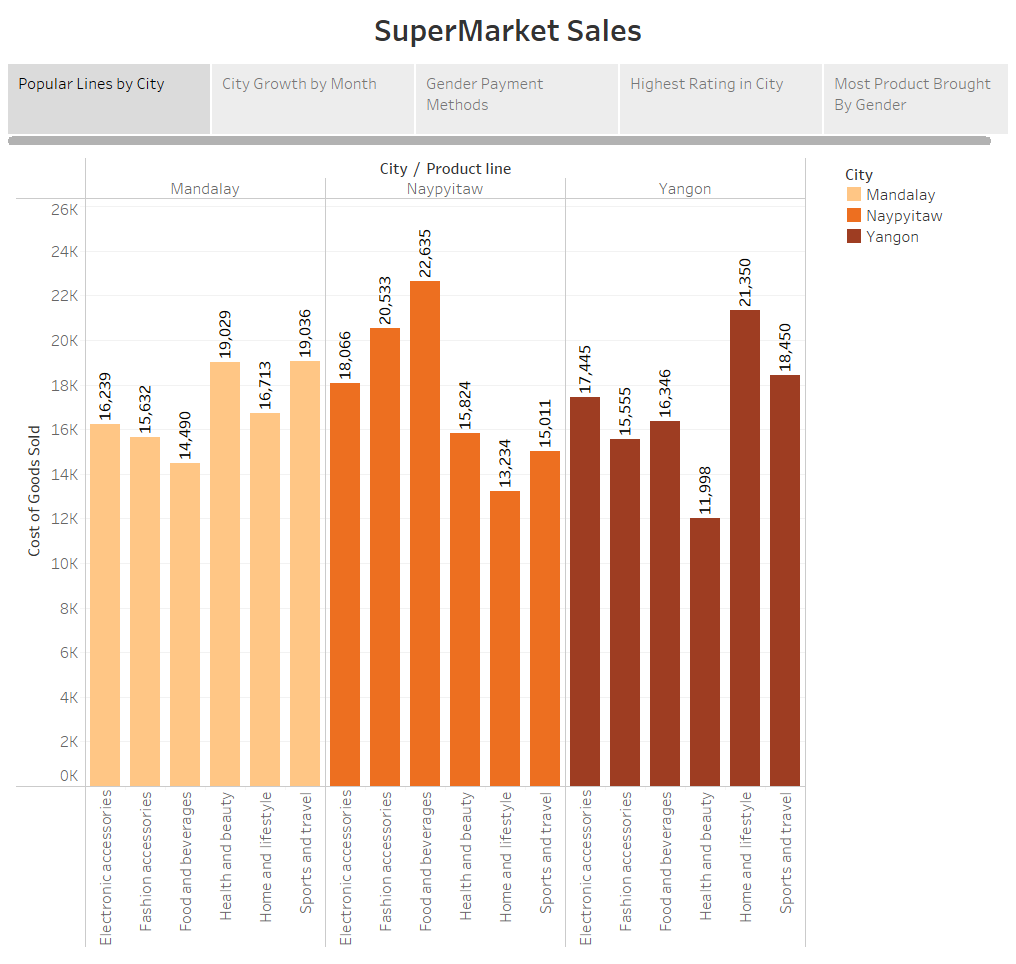 SuperMarket Sales
Popular Lines by City
City Growth by Month
Gender Payment
Methods
Highest Rating in City
Most Product Brought
By Gender
City / Product line
Mandalay
Naypyitaw
Yangon
City
Mandalay
Naypyitaw
Yangon
Cost of Goods Sold
26K
24K
22K
20K
18K
16K
14K
12K
10K
8K
6K
4K
2K
0K
16,239
15,632
14,490
19,029
16,713
19,036
18,066
20,533
22,635
15,824
13,234
15,011
17,445
15,555
16,346
11,998
21,350
18,450
Electronic accessories
Fashion accessories
Food and beverages
Health and beauty
Home and lifestyle
Sports and travel
Electronic accessories
Fashion accessories
Food and beverages
Health and beauty
Home and lifestyle
Sports and travel
Electronic accessories
Fashion accessories
Food and beverages
Health and beauty
Home and lifestyle
Sports and travel